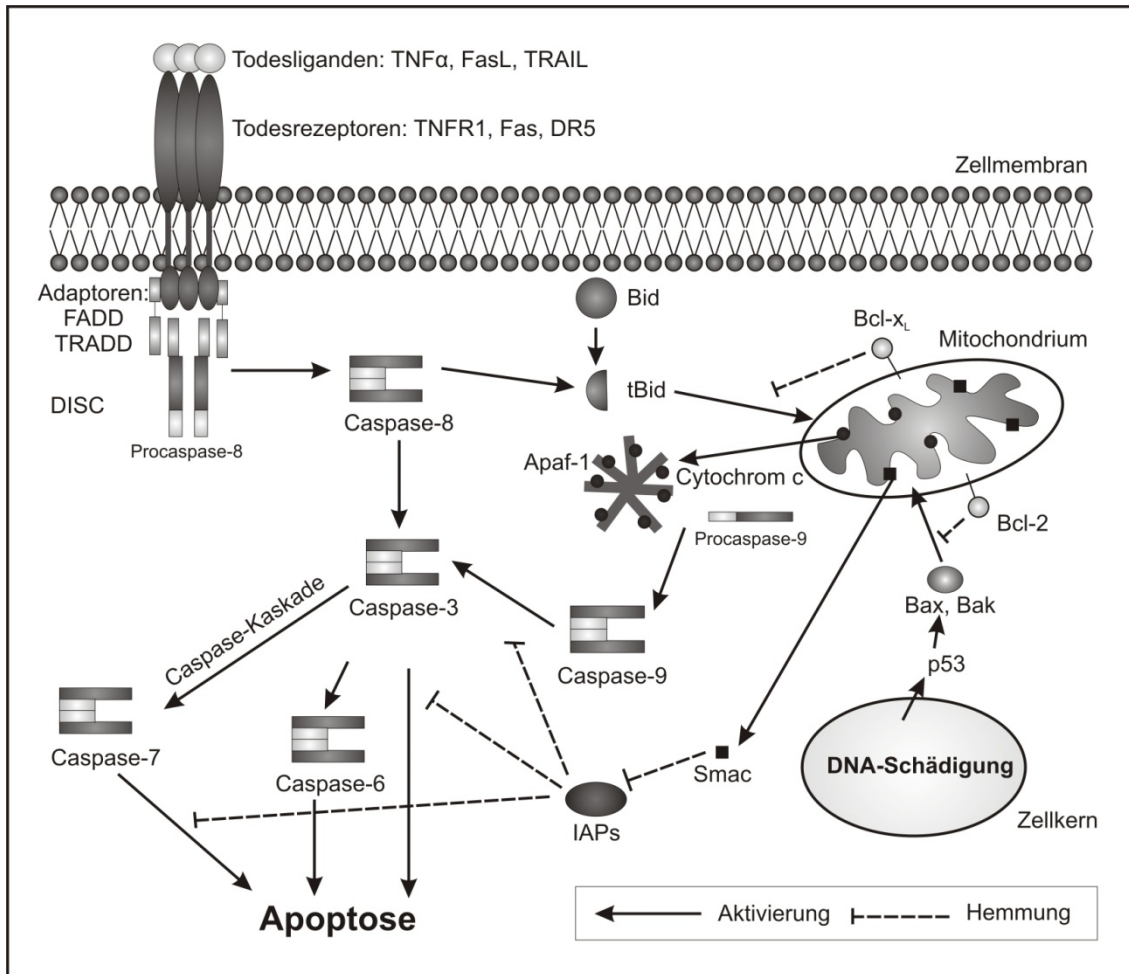 Todesliganden: TNFα, FasL, TRAIL
Todesrezeptoren: TNFR1, Fas, DR5
Zellmembran
Adaptoren:
FADD
TRADD
DISC
Procaspase-8
Caspase-8
Bid
tBid
Bcl-xL
Mitochondrium
Apaf-1
Cytochrom c
Procaspase-9
Bcl-2
Bax, Bak
p53
Caspase-3
Caspase-Kaskade
Caspase-9
Caspase-7
Caspase-6
Smac
IAPs
DNA-Schädigung
Zellkern
Apoptose
Aktivierung
Hemmung